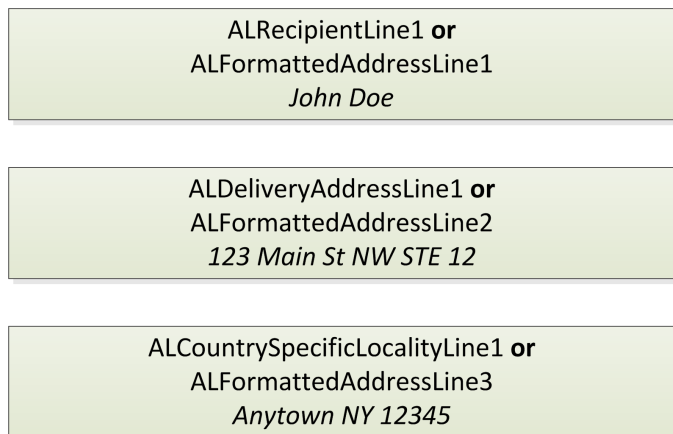 ALRecipientLine1 or
ALFormattedAddressLine1
John Doe
ALDeliveryAddressLine1 or
ALFormattedAddressLine2
123 Main St NW STE 12
ALCountrySpecificLocalityLine1 or
ALFormattedAddressLine3
Anytown NY 12345